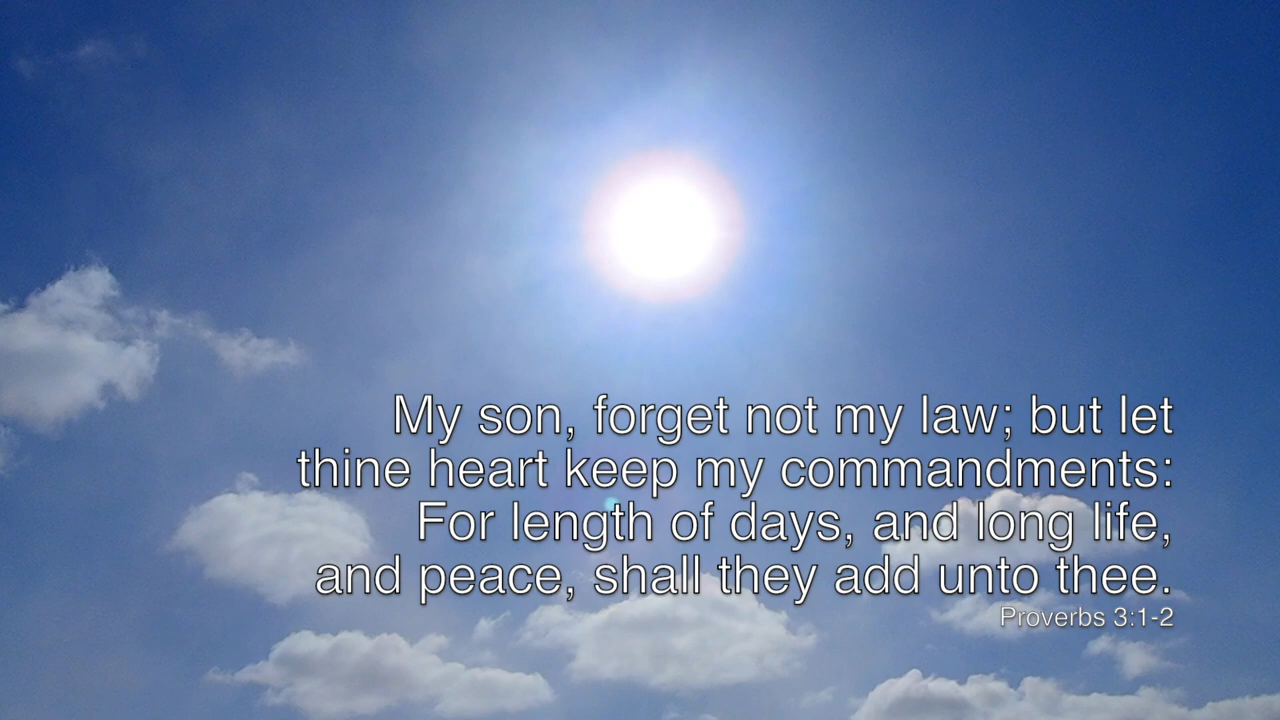 My son, forget not my law; but let
thine heart keep my commandments:
For length of days, and long life,
and peace, shall they add unto thee.
Proverbs 3:1-2